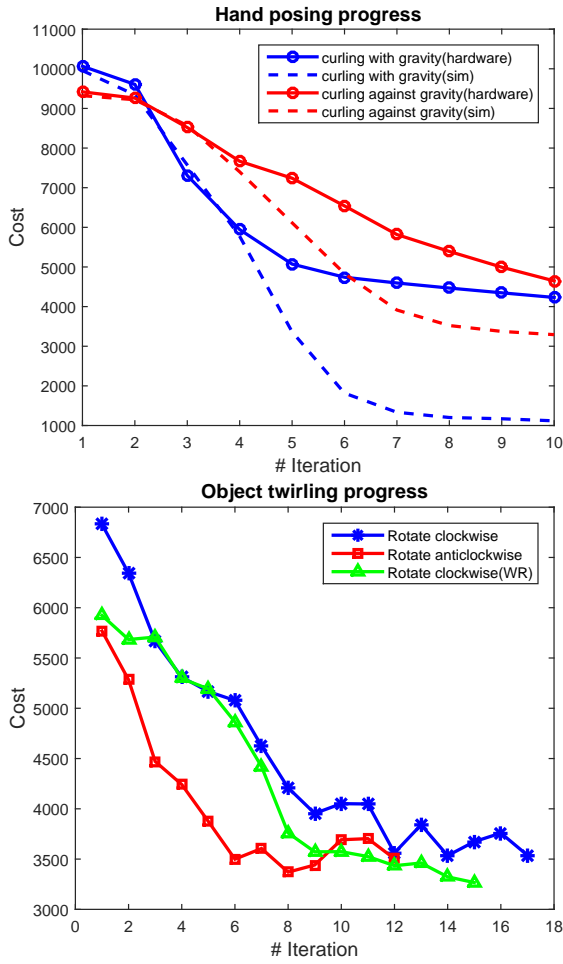 Hand posing progress
curling with gravity(hardware)
curling with gravity(sim)
curling against gravity(hardware)
curling against gravity(sim)
Cost
11000
10000
9000
8000
7000
6000
5000
4000
3000
2000
1000
1 2 3 4 5 6 7 8 9 10
# Iteration
Object twirling progress
Rotate clockwise
Rotate anticlockwise
Rotate clockwise(WR)
Cost
7000
6500
6000
5500
5000
4500
4000
3500
3000
0 2 4 6 8 10 12 14 16 18
# Iteration